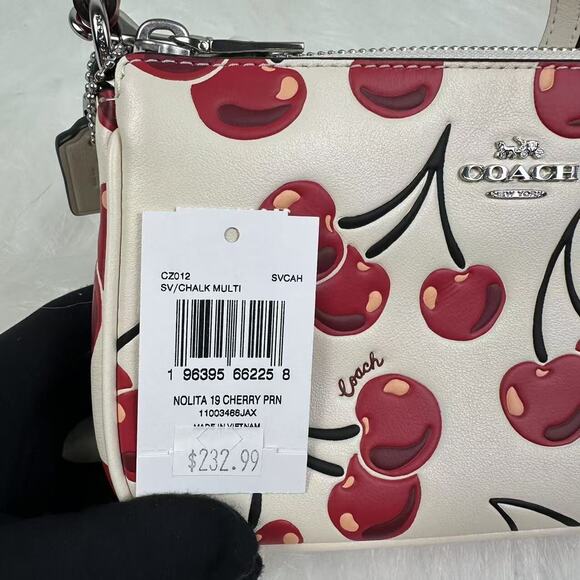 COACH
NEW YORK
CZ012 SVCAH
SV/CHALK MULTI
1 96395 66225 8
NOLITA 19 CHERRY PRN
11003466JAX
MADE IN VIETNAM
$232.99
Coach